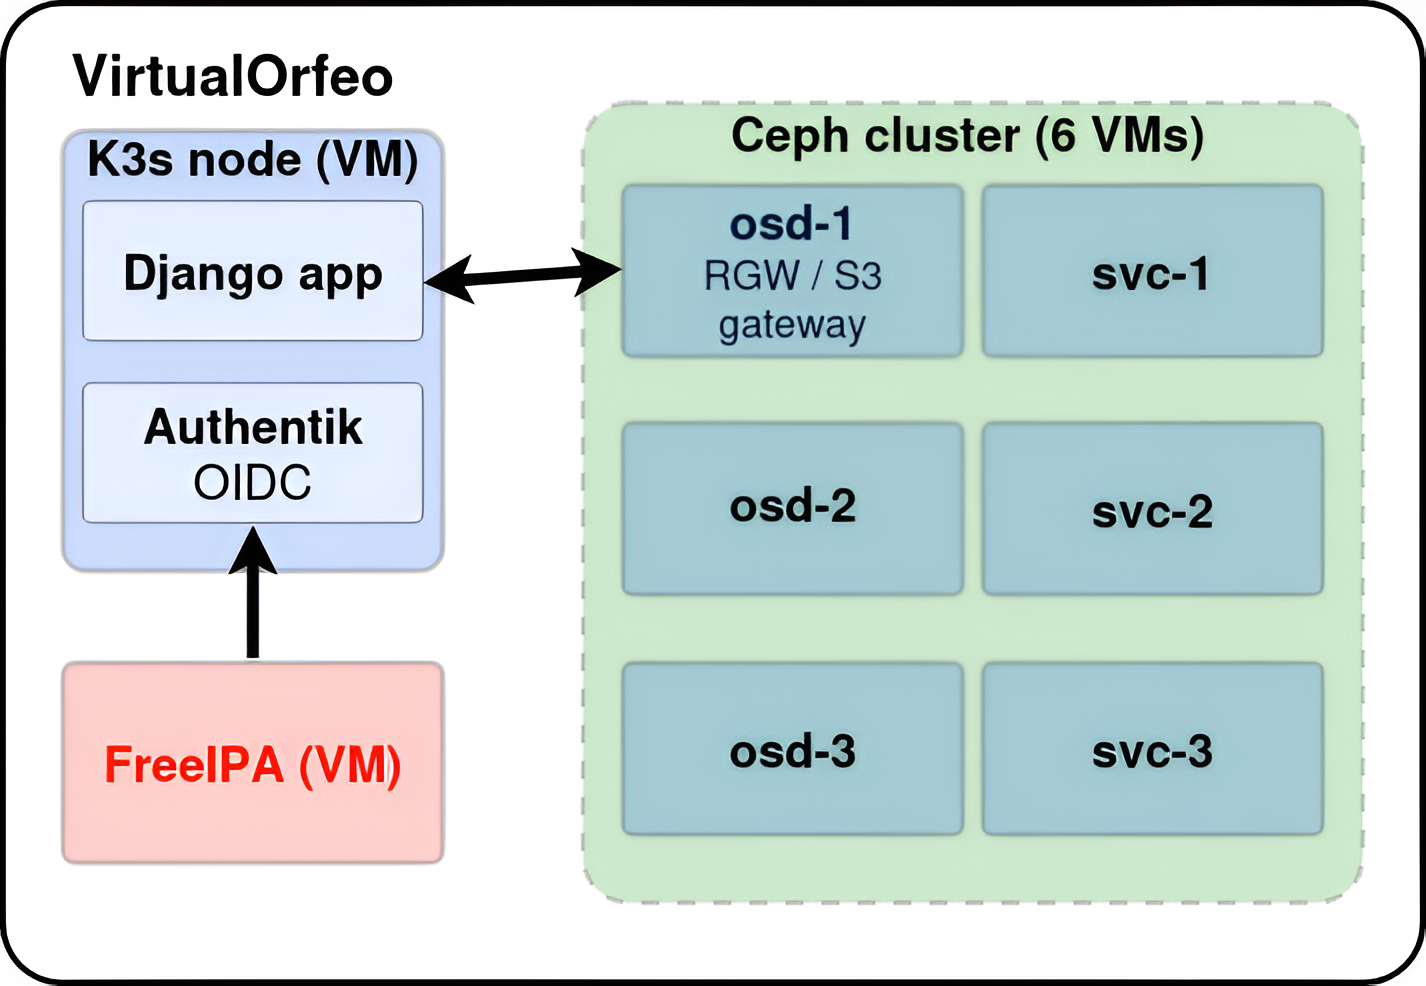 VirtualOrfeo
K3s node (VM)
Django app
Authentik
OIDC
FreeIPA (VM)
Ceph cluster (6 VMs)
osd-1
RGW / S3
gateway
svc-1
osd-2
svc-2
osd-3
svc-3